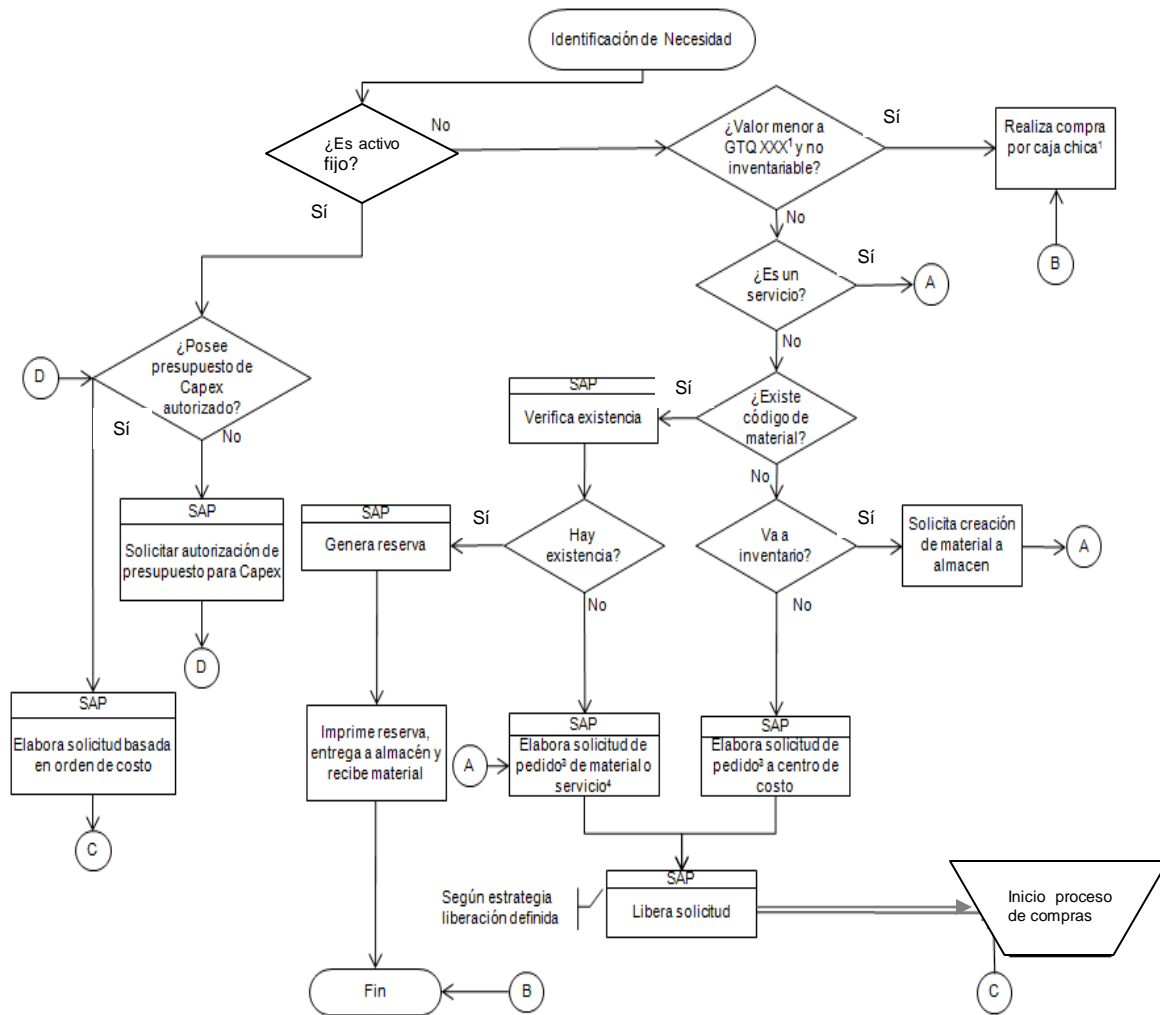 Identificación de Necesidad
¿Es activo
fijo?
No
Sí
¿Valor menor a
GTQ XXX¹ y no
inventariable?
Sí
No
Realiza compra
por caja chica¹
B
¿Es un
servicio?
Sí
A
No
¿Posee
presupuesto de
Capex
autorizado?
D
Sí
No
SAP
Verifica existencia
Sí
¿Existe
código de
material?
No
SAP
Solicitar autorización de
presupuesto para Capex
D
SAP
Genera reserva
Sí
Hay
existencia?
No
Va a
inventario?
Sí
No
Solicita creación
de material a
almacen
A
SAP
Elabora solicitud basada
en orden de costo
C
Imprime reserva,
entrega a almacén y
recibe material
A
SAP
Elabora solicitud de
pedido³ de material o
servicio⁴
SAP
Elabora solicitud de
pedido³ a centro de
costo
Según estrategia
liberación definida
SAP
Libera solicitud
Inicio proceso
de compras
Fin
B
C